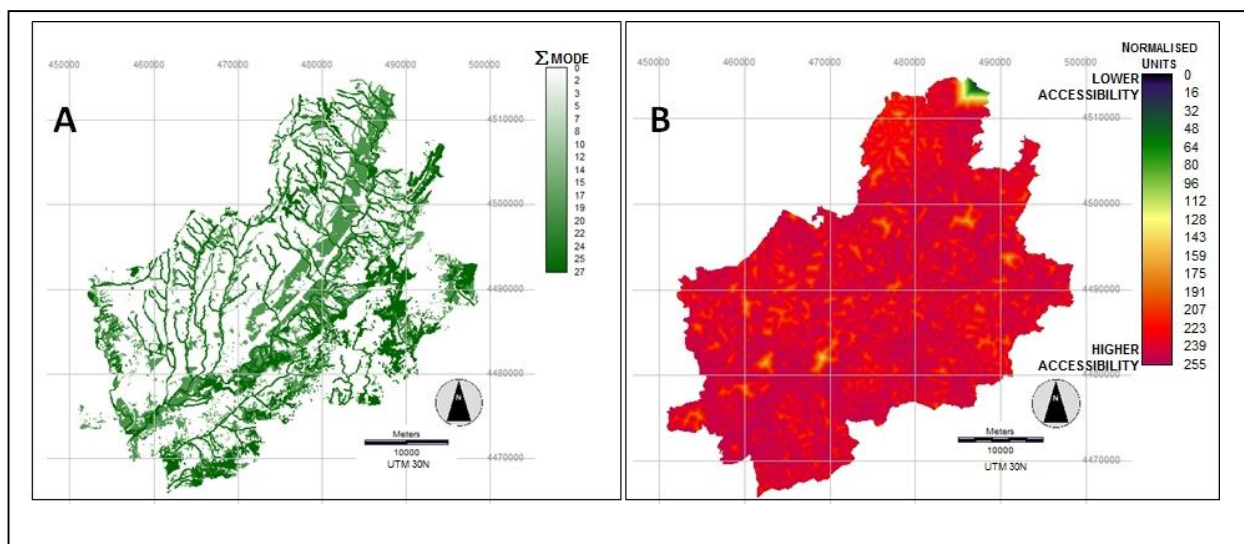 A
450000 460000 470000 480000 490000 500000
4510000
4500000
4490000
4480000
4470000
Σ MODE
0
2
3
5
7
8
10
12
14
15
17
19
20
22
24
25
27
N
Meters
10000
UTM 30N
B
450000 460000 470000 480000 490000 500000
4510000
4500000
4490000
4480000
4470000
NORMALISED
UNITS
LOWER
ACCESSIBILITY
0
16
32
48
64
80
96
112
128
143
159
175
191
207
223
239
255
HIGHER
ACCESSIBILITY
N
Meters
10000
UTM 30N